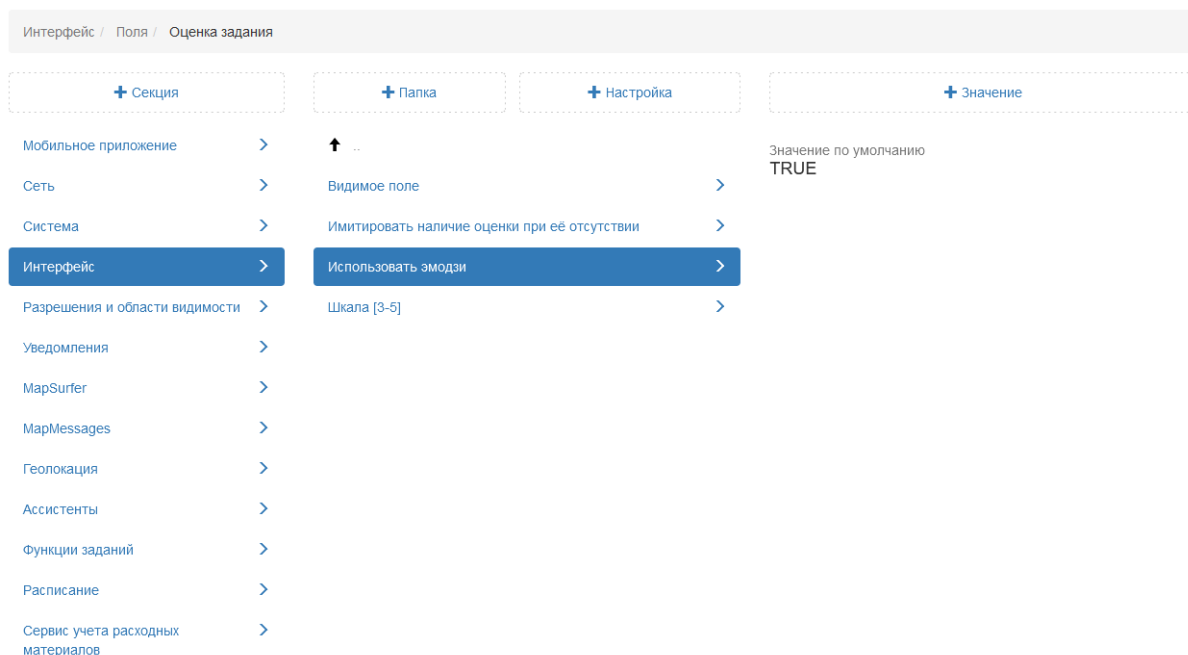 Интерфейс / Поля / Оценка задания
+ Секция
+ Папка
+ Настройка
+ Значение
Мобильное приложение
Сеть
Система
Интерфейс
Разрешения и области видимости
Уведомления
MapSurfer
MapMessages
Геолокация
Ассистенты
Функции заданий
Расписание
Сервис учета расходных
материалов
..
Видимое поле
Имитировать наличие оценки при её отсутствии
Использовать эмодзи
Шкала [3-5]
Значение по умолчанию
TRUE